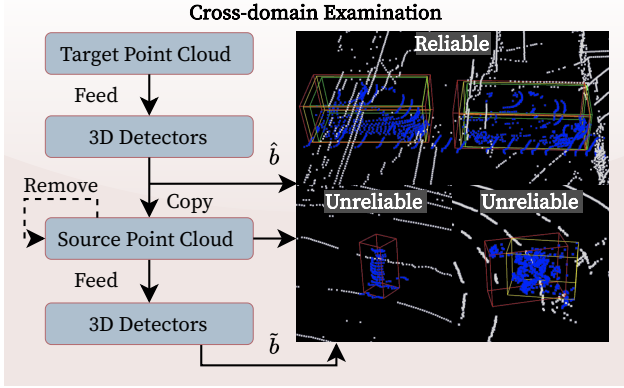 Cross-domain Examination
Target Point Cloud
Feed
3D Detectors
b̂
Copy
Remove
Source Point Cloud
Feed
3D Detectors
b̃
Reliable
Unreliable
Unreliable